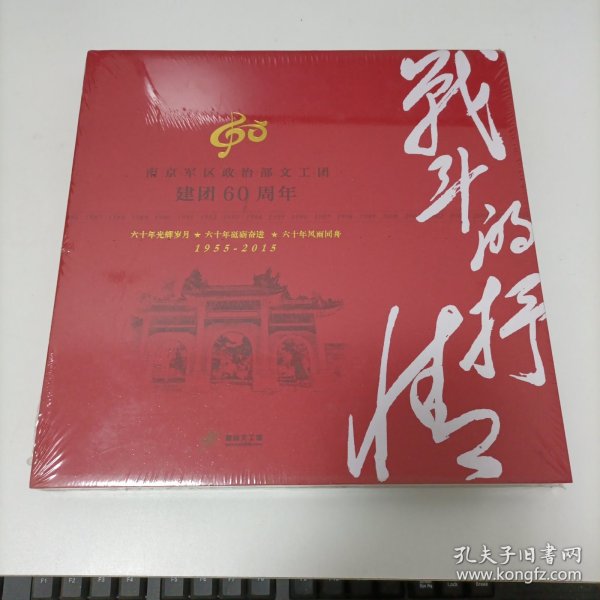 战斗的抒情
南京军区政治部文工团
建团60周年
六十年光辉岁月 ★ 六十年砥砺奋进 ★ 六十年风雨同舟
1955-2015
孔夫子旧书网
www.kongfz.com